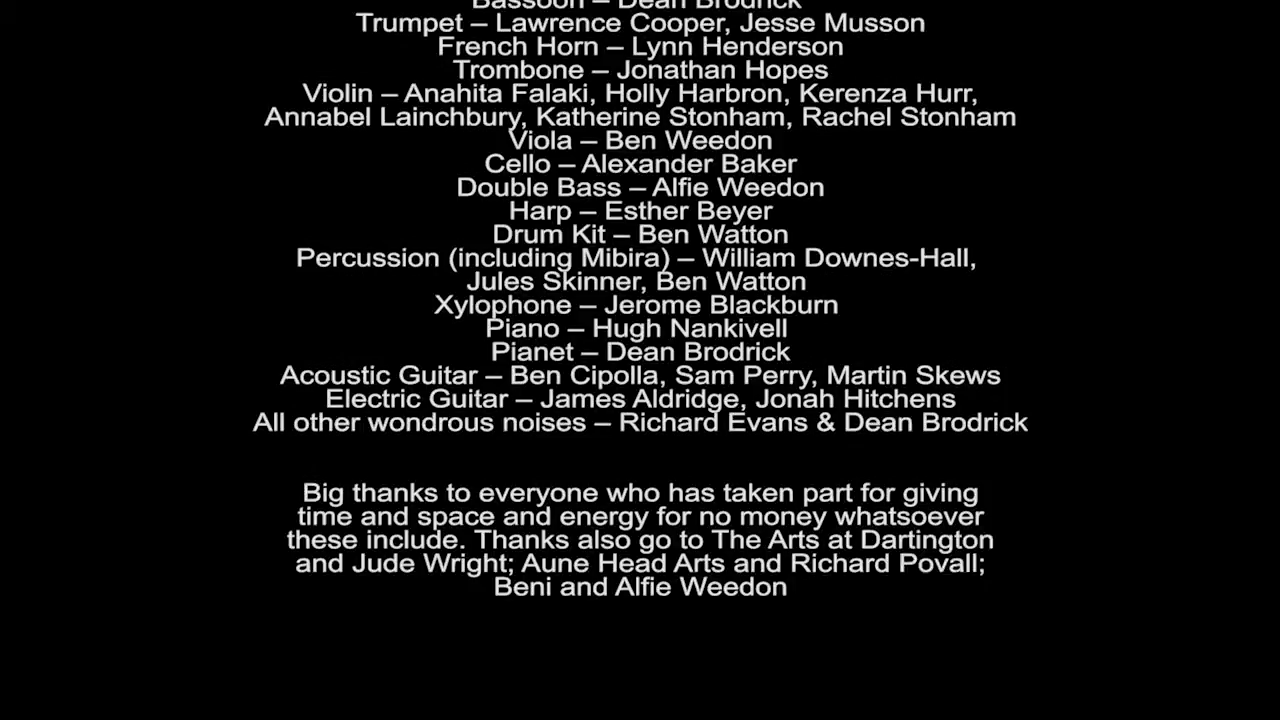 Bassoon – Dean Brodrick
Trumpet – Lawrence Cooper, Jesse Musson
French Horn – Lynn Henderson
Trombone – Jonathan Hopes
Violin – Anahita Falaki, Holly Harbron, Kerenza Hurr,
Annabel Lainchbury, Katherine Stonham, Rachel Stonham
Viola – Ben Weedon
Cello – Alexander Baker
Double Bass – Alfie Weedon
Harp – Esther Beyer
Drum Kit – Ben Watton
Percussion (including Mibira) – William Downes-Hall,
Jules Skinner, Ben Watton
Xylophone – Jerome Blackburn
Piano – Hugh Nankivell
Pianet – Dean Brodrick
Acoustic Guitar – Ben Cipolla, Sam Perry, Martin Skews
Electric Guitar – James Aldridge, Jonah Hitchens
All other wondrous noises – Richard Evans & Dean Brodrick
Big thanks to everyone who has taken part for giving
time and space and energy for no money whatsoever
these include. Thanks also go to The Arts at Dartington
and Jude Wright; Aune Head Arts and Richard Povall;
Beni and Alfie Weedon